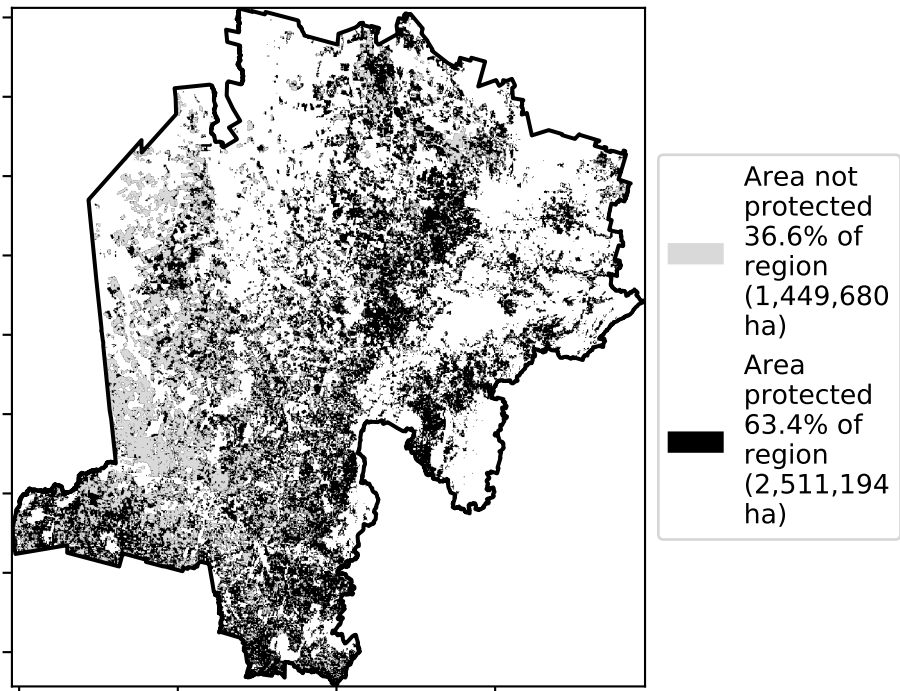 Area not
protected
36.6% of
region
(1,449,680
ha)
Area
protected
63.4% of
region
(2,511,194
ha)